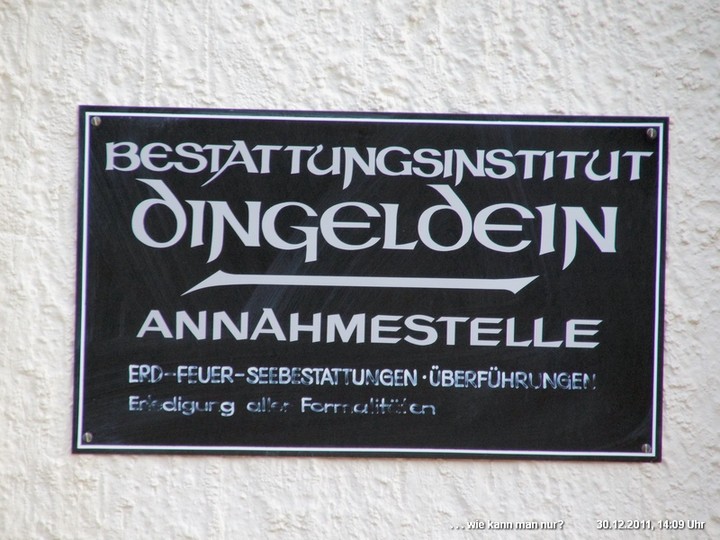 BESTATTUNGSINSTITUT
DINGELDEIN
ANNAHMESTELLE
ERD-FEUER-SEEBESTATTUNGEN · ÜBERFÜHRUNGEN
Erledigung aller Formalitäten
. . . wie kann man nur? 30.12.2011, 14:09 Uhr